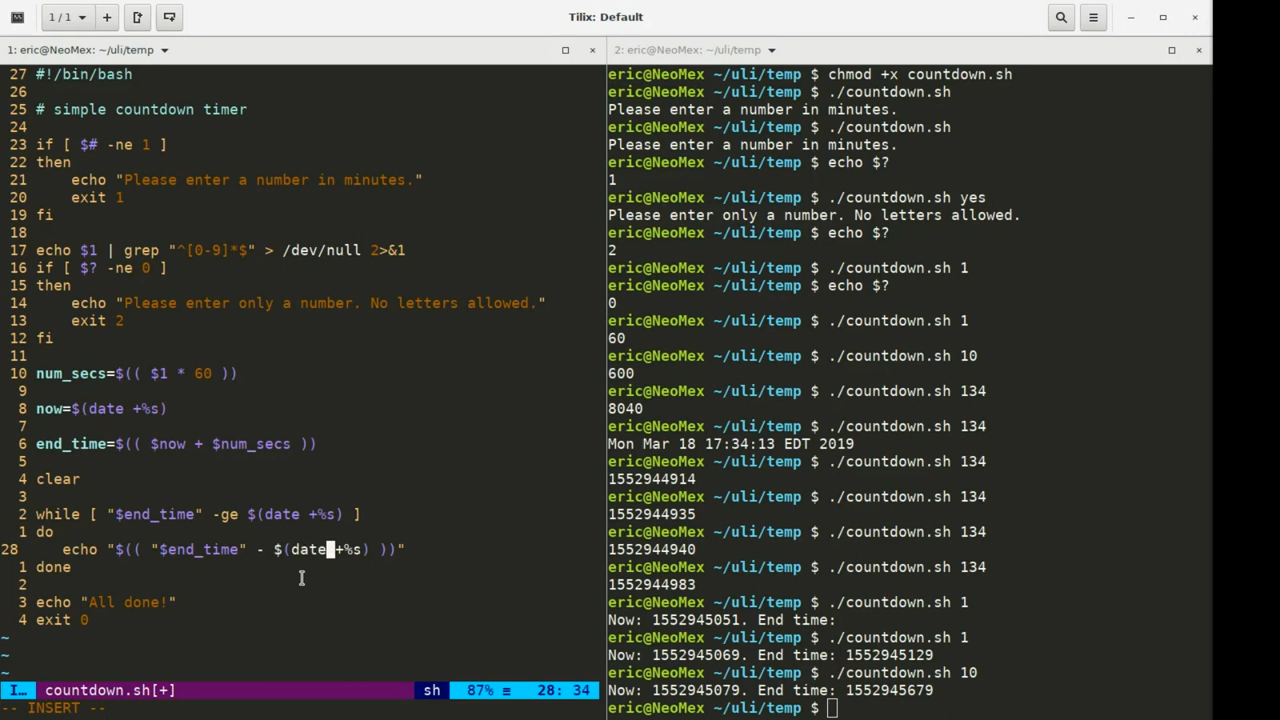 1 / 1
Tilix: Default
1: eric@NeoMex: ~/uli/temp
27 #!/bin/bash
26
25 # simple countdown timer
24
23 if [ $# -ne 1 ]
22 then
21     echo "Please enter a number in minutes."
20     exit 1
19 fi
18
17 echo $1 | grep "^[0-9]*$" > /dev/null 2>&1
16 if [ $? -ne 0 ]
15 then
14     echo "Please enter only a number. No letters allowed."
13     exit 2
12 fi
11
10 num_secs=$(( $1 * 60 ))
9
8 now=$(date +%s)
7
6 end_time=$(( $now + $num_secs ))
5
4 clear
3
2 while [ "$end_time" -ge $(date +%s) ]
1 do
28    echo "$(( "$end_time" - $(date +%s) ))"
1 done
2
3 echo "All done!"
4 exit 0
~
~
~
I… countdown.sh[+] sh 87% ≡ 28: 34
-- INSERT --
2: eric@NeoMex: ~/uli/temp
eric@NeoMex ~/uli/temp $ chmod +x countdown.sh
eric@NeoMex ~/uli/temp $ ./countdown.sh
Please enter a number in minutes.
eric@NeoMex ~/uli/temp $ ./countdown.sh
Please enter a number in minutes.
eric@NeoMex ~/uli/temp $ echo $?
1
eric@NeoMex ~/uli/temp $ ./countdown.sh yes
Please enter only a number. No letters allowed.
eric@NeoMex ~/uli/temp $ echo $?
2
eric@NeoMex ~/uli/temp $ ./countdown.sh 1
eric@NeoMex ~/uli/temp $ echo $?
0
eric@NeoMex ~/uli/temp $ ./countdown.sh 1
60
eric@NeoMex ~/uli/temp $ ./countdown.sh 10
600
eric@NeoMex ~/uli/temp $ ./countdown.sh 134
8040
eric@NeoMex ~/uli/temp $ ./countdown.sh 134
Mon Mar 18 17:34:13 EDT 2019
eric@NeoMex ~/uli/temp $ ./countdown.sh 134
1552944914
eric@NeoMex ~/uli/temp $ ./countdown.sh 134
1552944935
eric@NeoMex ~/uli/temp $ ./countdown.sh 134
1552944940
eric@NeoMex ~/uli/temp $ ./countdown.sh 134
1552944983
eric@NeoMex ~/uli/temp $ ./countdown.sh 1
Now: 1552945051. End time:
eric@NeoMex ~/uli/temp $ ./countdown.sh 1
Now: 1552945069. End time: 1552945129
eric@NeoMex ~/uli/temp $ ./countdown.sh 10
Now: 1552945079. End time: 1552945679
eric@NeoMex ~/uli/temp $